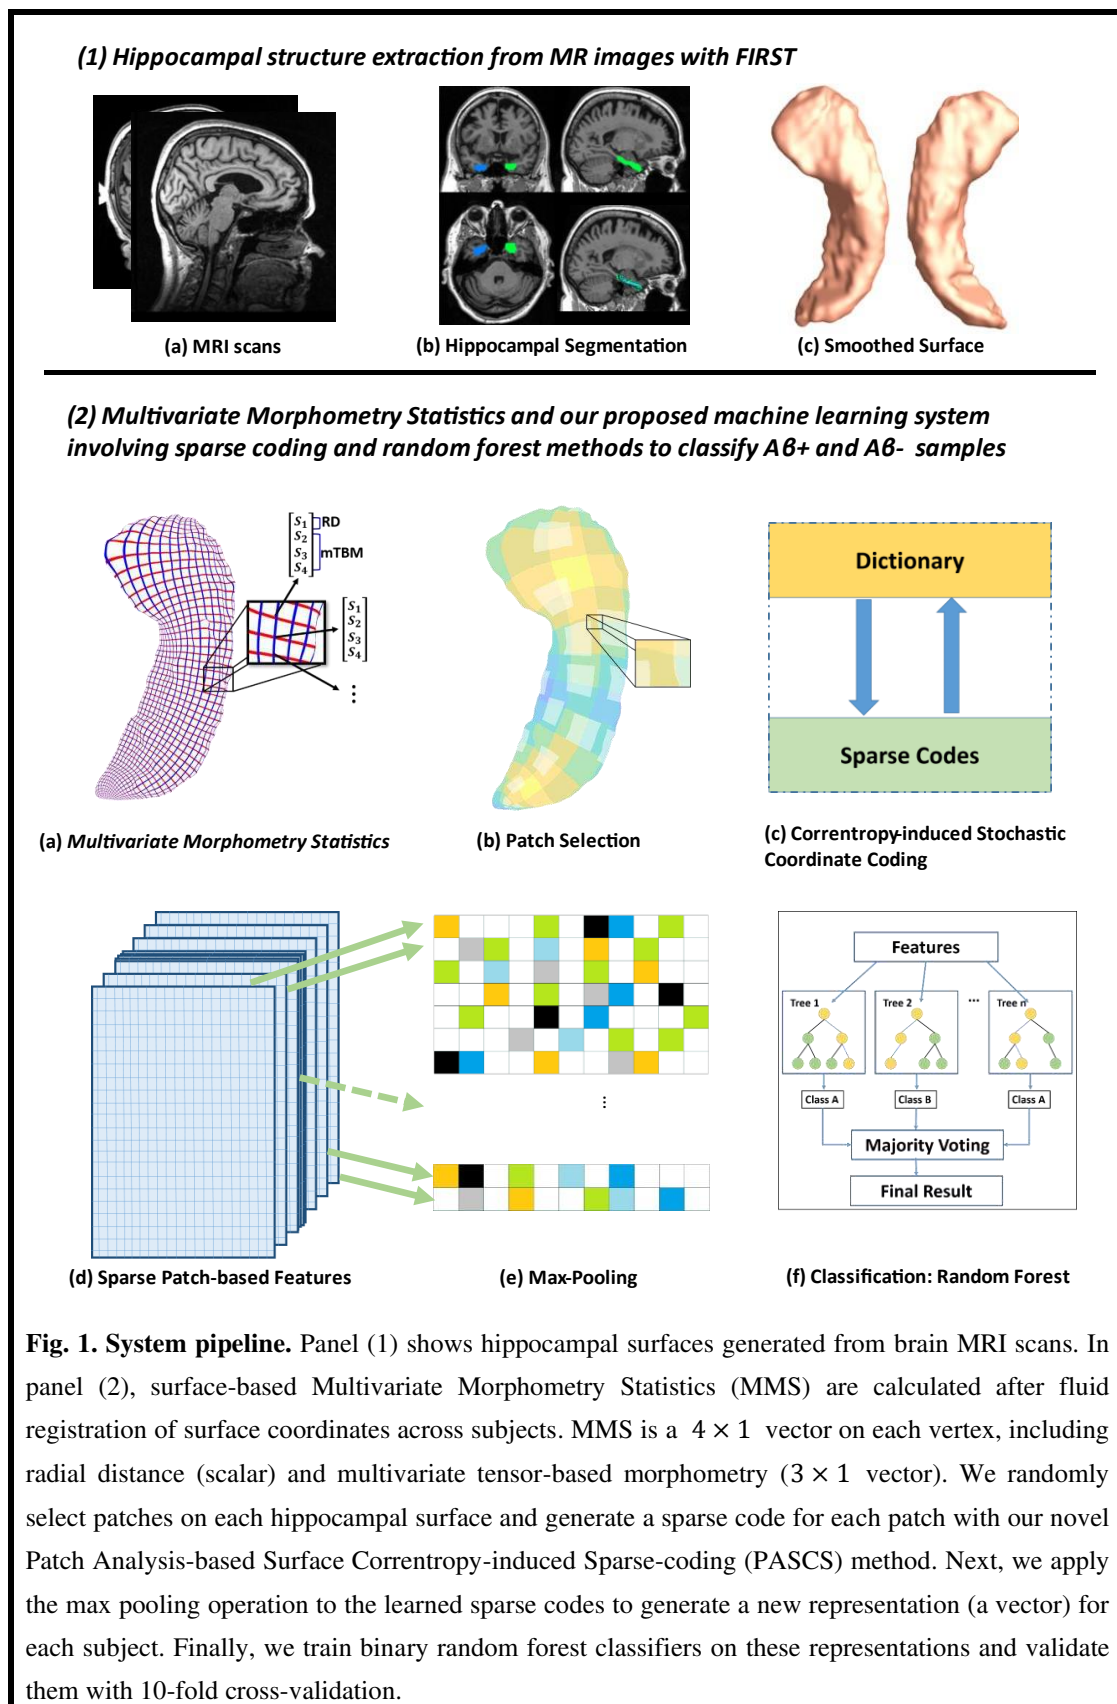 (1) Hippocampal structure extraction from MR images with FIRST
(a) MRI scans
(b) Hippocampal Segmentation
(c) Smoothed Surface
(2) Multivariate Morphometry Statistics and our proposed machine learning system
involving sparse coding and random forest methods to classify Aβ+ and Aβ- samples
S1
S2
S3
S4
RD
mTBM
S1
S2
S3
S4
⋮
Dictionary
Sparse Codes
(a) Multivariate Morphometry Statistics
(b) Patch Selection
(c) Correntropy-induced Stochastic
Coordinate Coding
⋮
Features
Tree 1
Tree 2
...
Tree n
Class A
Class B
Class A
Majority Voting
Final Result
(d) Sparse Patch-based Features
(e) Max-Pooling
(f) Classification: Random Forest
Fig. 1. System pipeline. Panel (1) shows hippocampal surfaces generated from brain MRI scans. In
panel (2), surface-based Multivariate Morphometry Statistics (MMS) are calculated after fluid
registration of surface coordinates across subjects. MMS is a 4 × 1 vector on each vertex, including
radial distance (scalar) and multivariate tensor-based morphometry (3 × 1 vector). We randomly
select patches on each hippocampal surface and generate a sparse code for each patch with our novel
Patch Analysis-based Surface Correntropy-induced Sparse-coding (PASCS) method. Next, we apply
the max pooling operation to the learned sparse codes to generate a new representation (a vector) for
each subject. Finally, we train binary random forest classifiers on these representations and validate
them with 10-fold cross-validation.